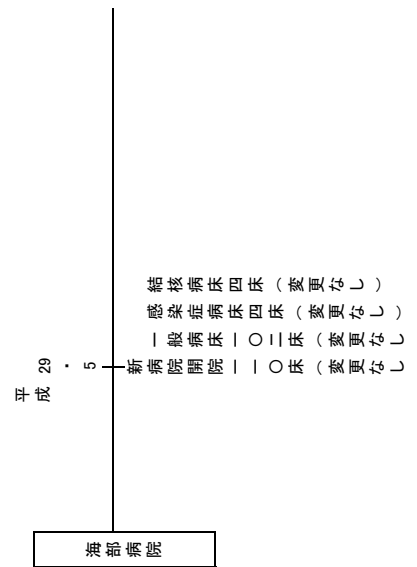 結核病床四床（変更なし）
感染症病床四床（変更なし）
一般病床一〇二床（変更なし
新病院開院一一〇床（変更なし
平成
29・5
海部病院